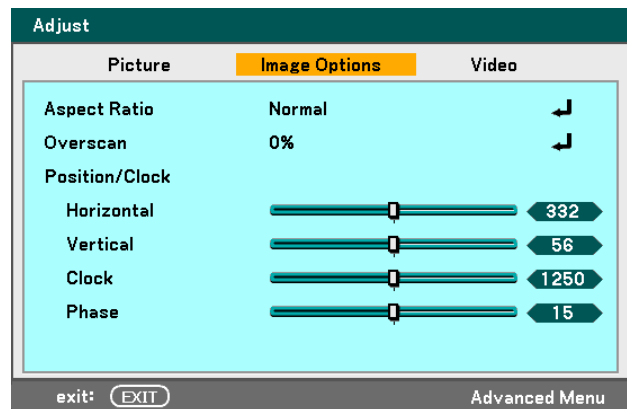 Adjust
Picture Image Options Video
Aspect Ratio Normal
Overscan 0%
Position/Clock
Horizontal 332
Vertical 56
Clock 1250
Phase 15
exit: EXIT Advanced Menu